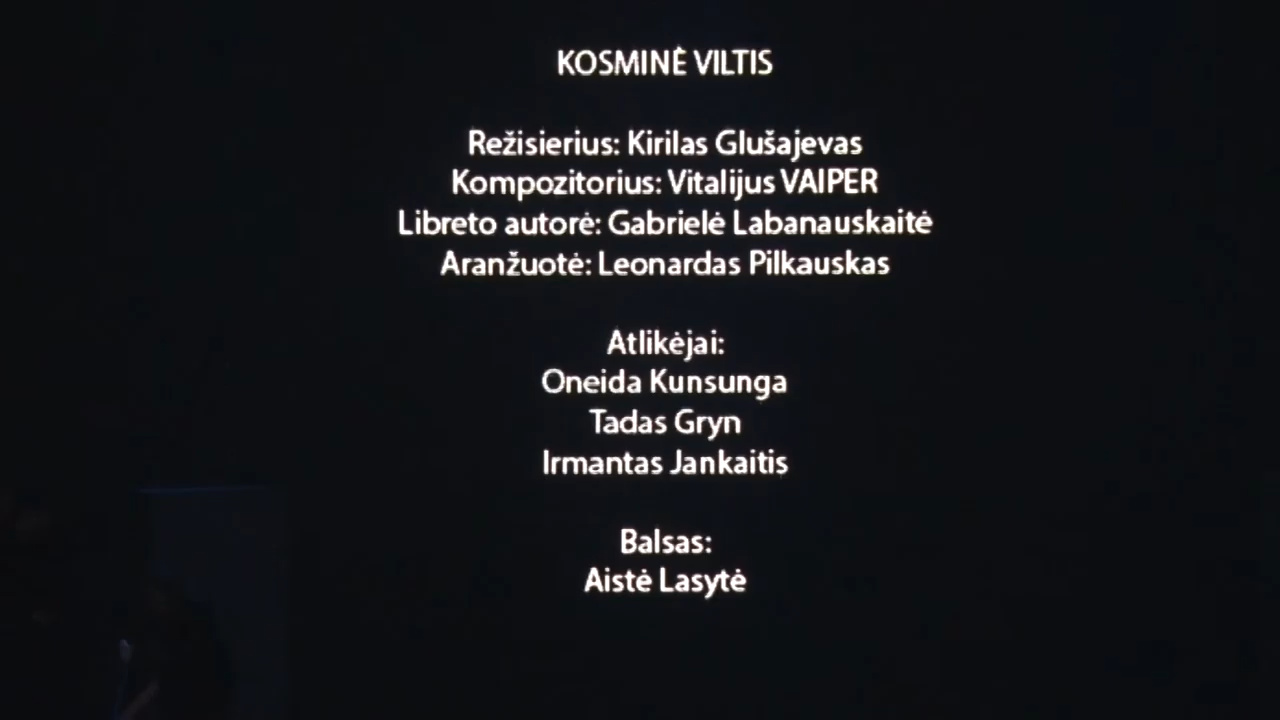 KOSMINĖ VILTIS
Režisierius: Kirilas Glušajevas
Kompozitorius: Vitalijus VAIPER
Libreto autorė: Gabrielė Labanauskaitė
Aranžuotė: Leonardas Pilkauskas
Atlikėjai:
Oneida Kunsunga
Tadas Gryn
Irmantas Jankaitis
Balsas:
Aistė Lasytė